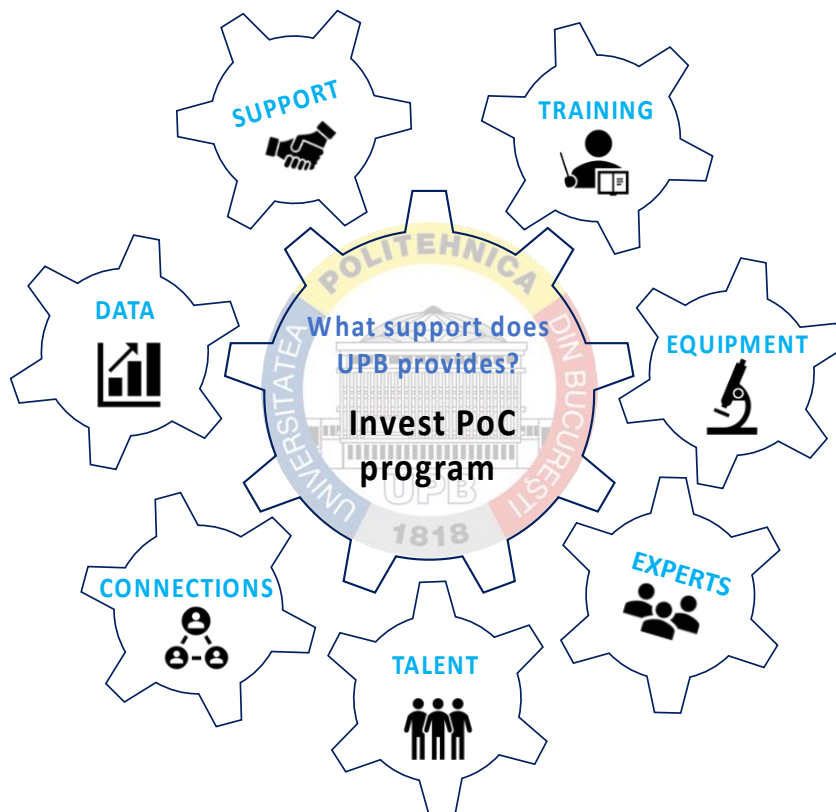 SUPPORT
TRAINING
DATA
EQUIPMENT
CONNECTIONS
EXPERTS
TALENT
What support does
UPB provides?
Invest PoC
program
UNIVERSITATEA
POLITEHNICA
DIN BUCUREȘTI
UPB
1818